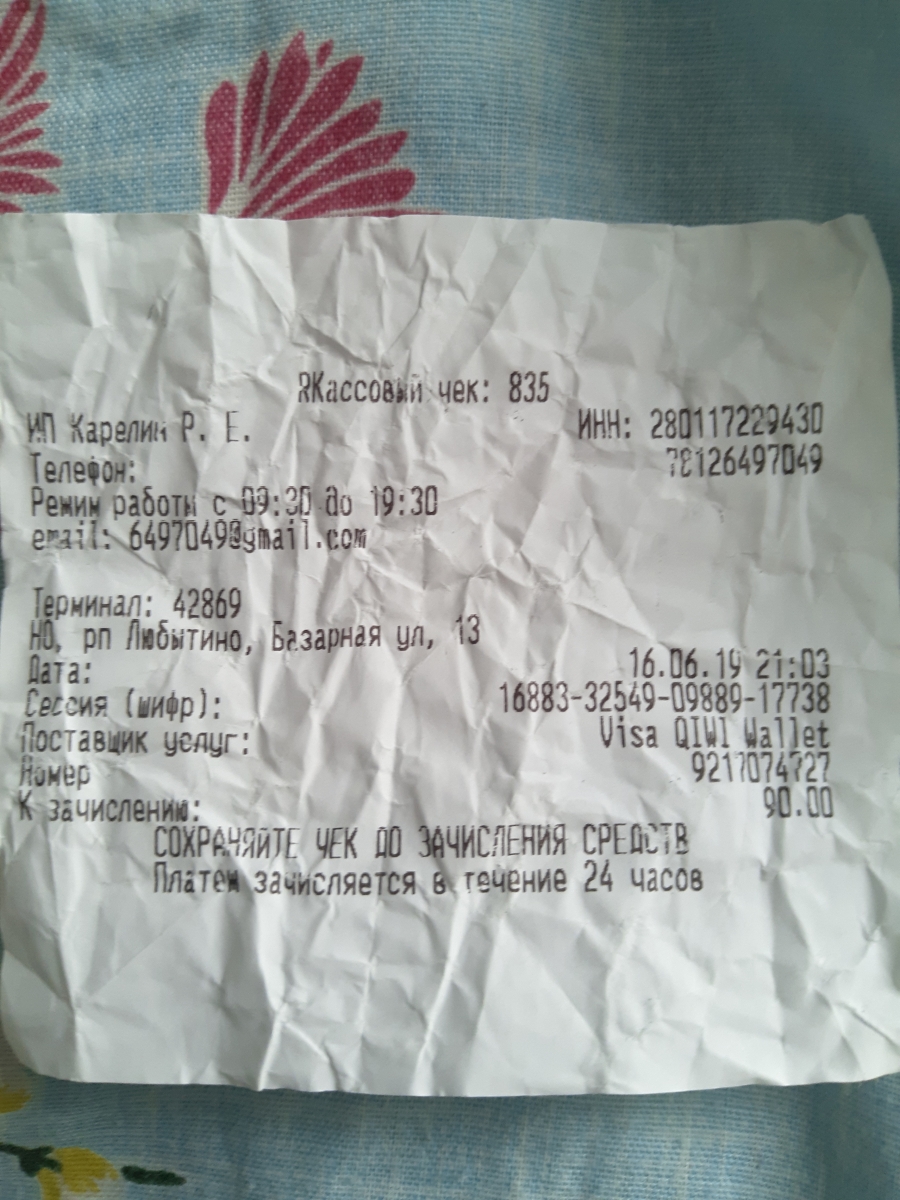 ЯКассовый чек: 835
ИП Карелин Р. Е. ИНН: 280117229430
Телефон: 78126497049
Режим работы с 09:30 до 19:30
email: 6497049@gmail.com
Терминал: 42869
НО, рп Любытино, Базарная ул, 13
Дата: 16.06.19 21:03
Сессия (шифр): 16883-32549-09889-17738
Поставщик услуг: Visa QIWI Wallet
Номер 9217074727
К зачислению: 90.00
СОХРАНЯЙТЕ ЧЕК ДО ЗАЧИСЛЕНИЯ СРЕДСТВ
Платеж зачисляется в течение 24 часов